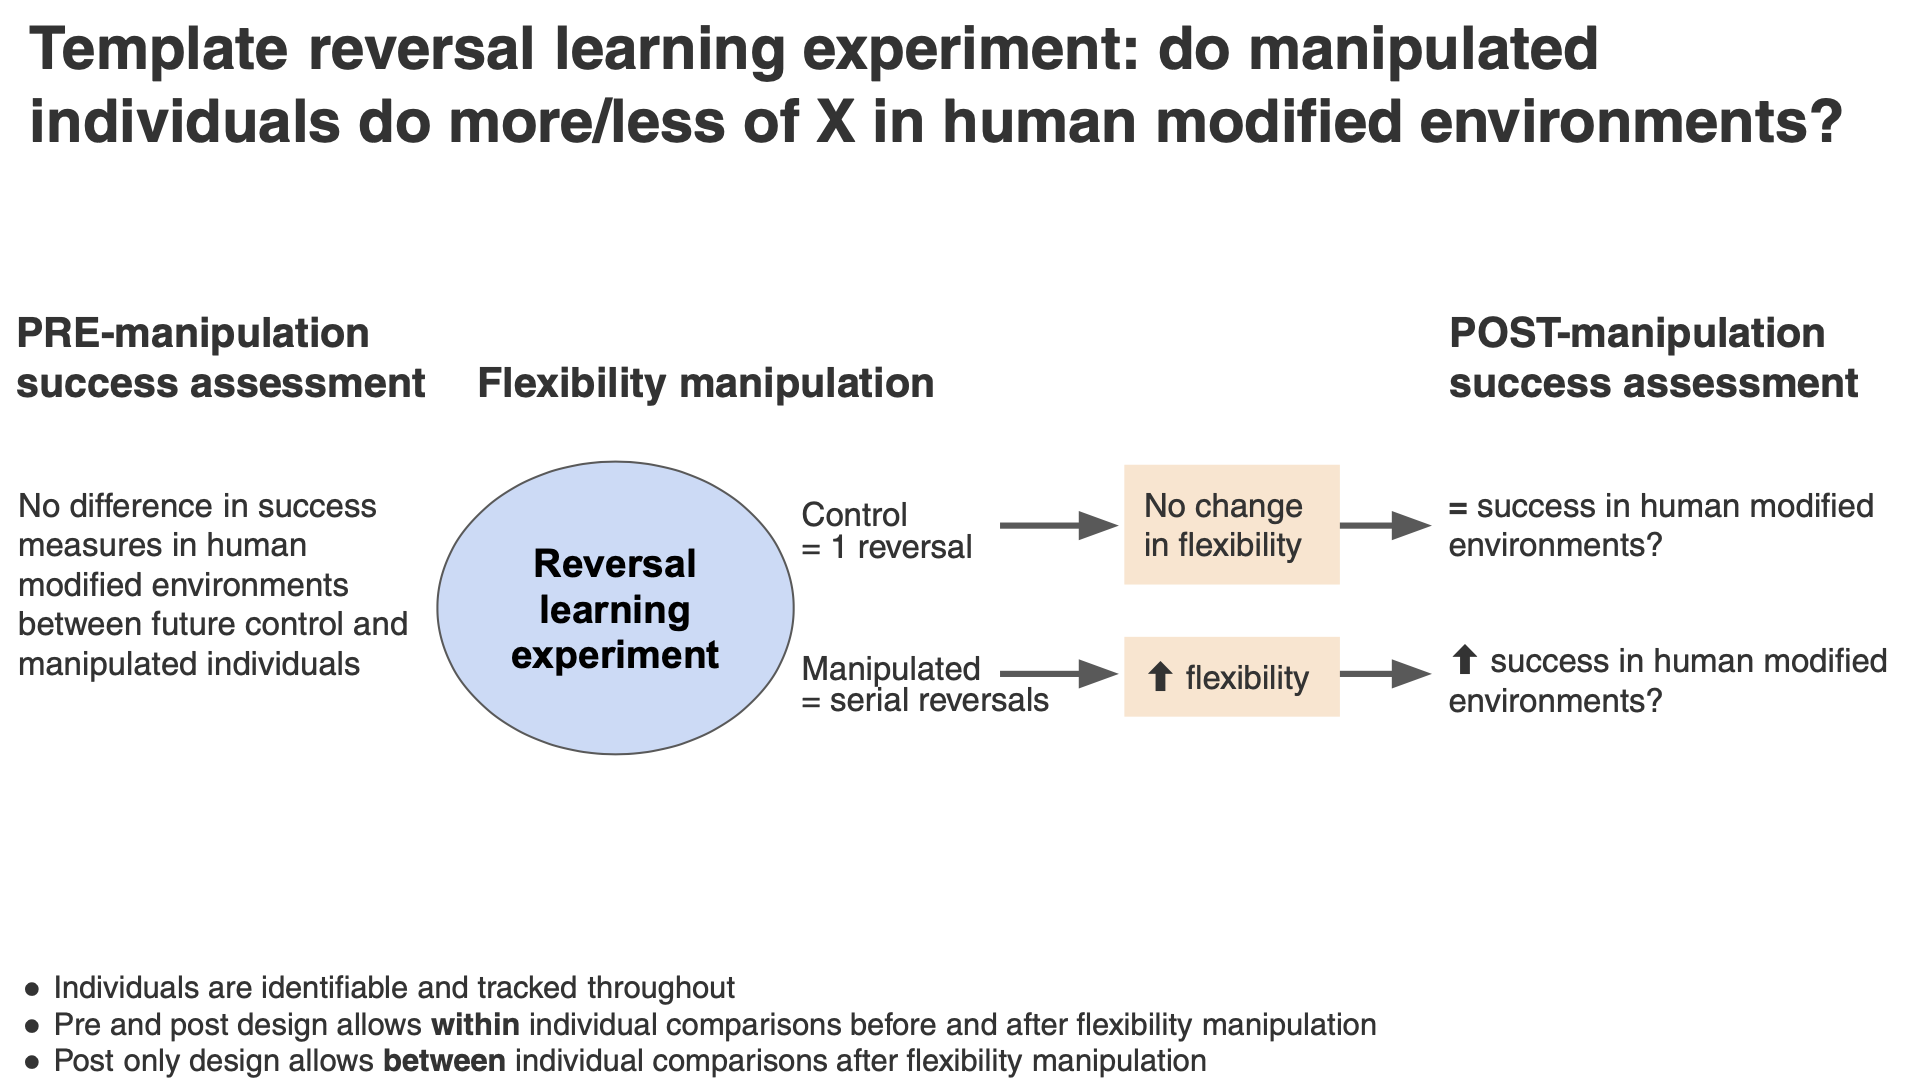 Template reversal learning experiment: do manipulated
individuals do more/less of X in human modified environments?
PRE-manipulation
success assessment
Flexibility manipulation
POST-manipulation
success assessment
No difference in success
measures in human
modified environments
between future control and
manipulated individuals
Reversal
learning
experiment
Control
= 1 reversal
No change
in flexibility
= success in human modified
environments?
Manipulated
= serial reversals
⬆ flexibility
⬆ success in human modified
environments?
● Individuals are identifiable and tracked throughout
● Pre and post design allows within individual comparisons before and after flexibility manipulation
● Post only design allows between individual comparisons after flexibility manipulation